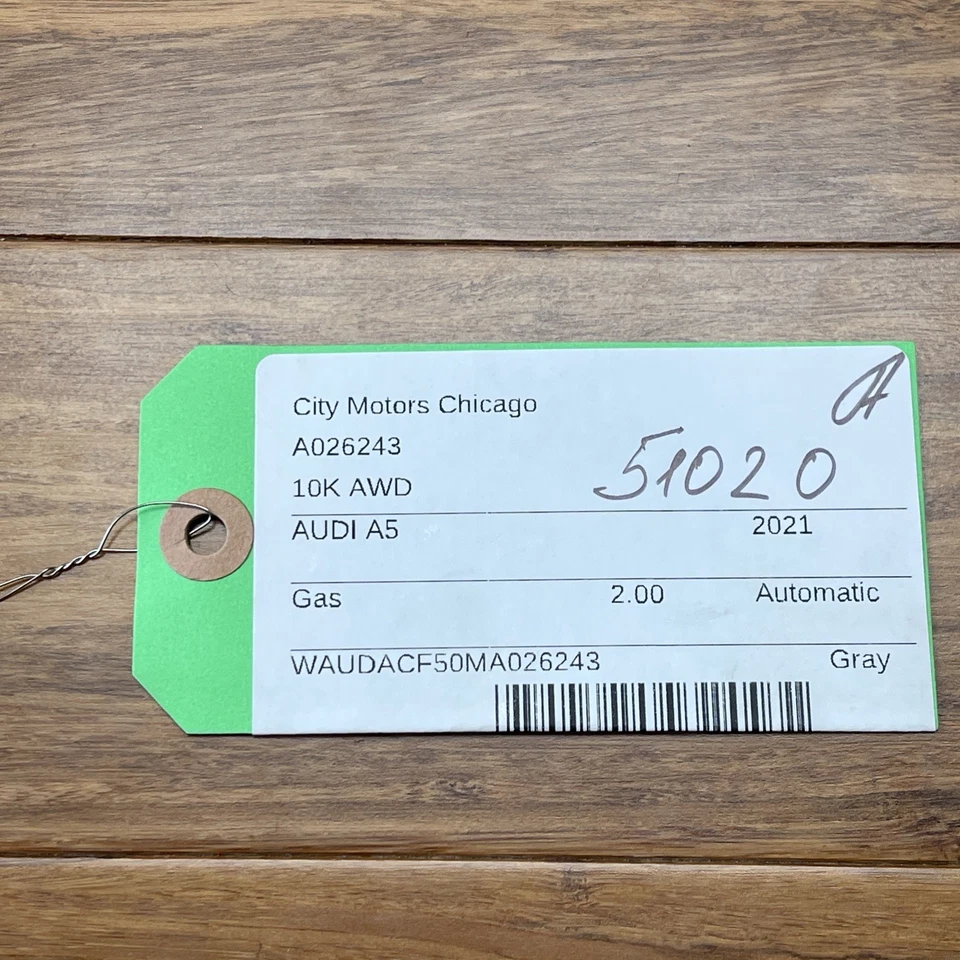 City Motors Chicago
A026243
10K AWD
51020
AUDI A5 2021
Gas 2.00 Automatic
WAUDACF50MA026243 Gray